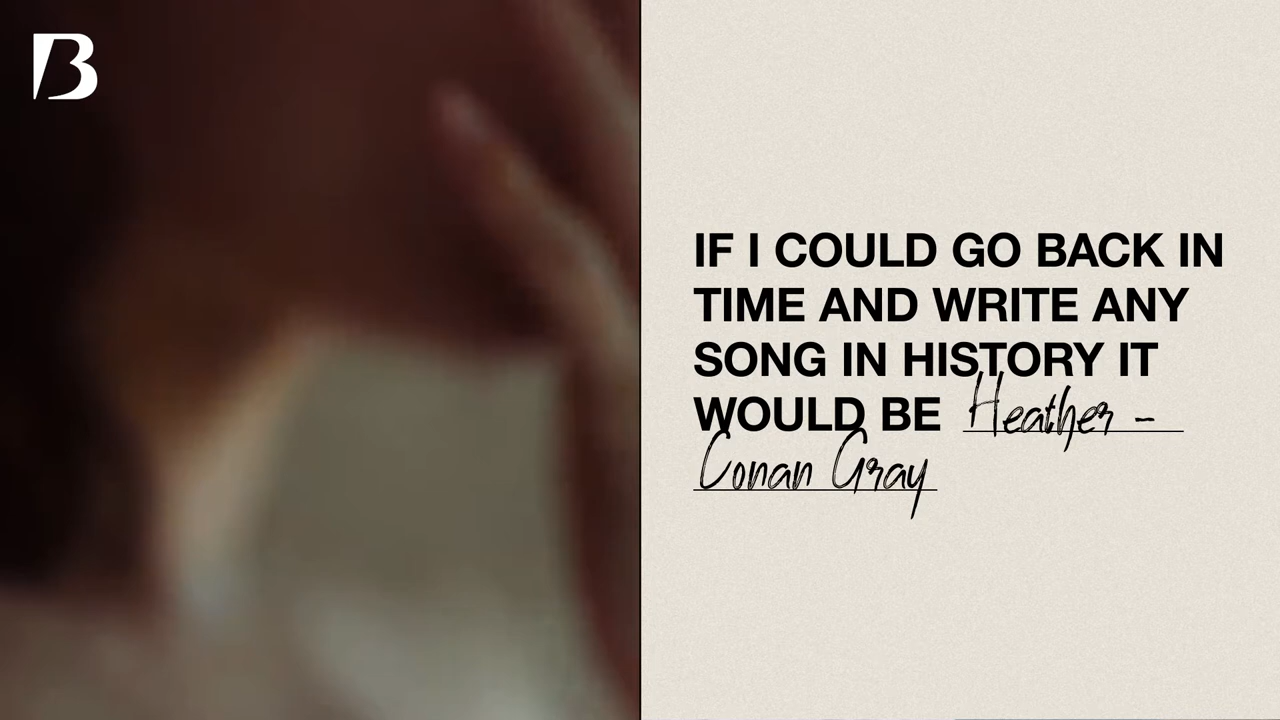 B
IF I COULD GO BACK IN
TIME AND WRITE ANY
SONG IN HISTORY IT
WOULD BE Heather -
Conan Gray